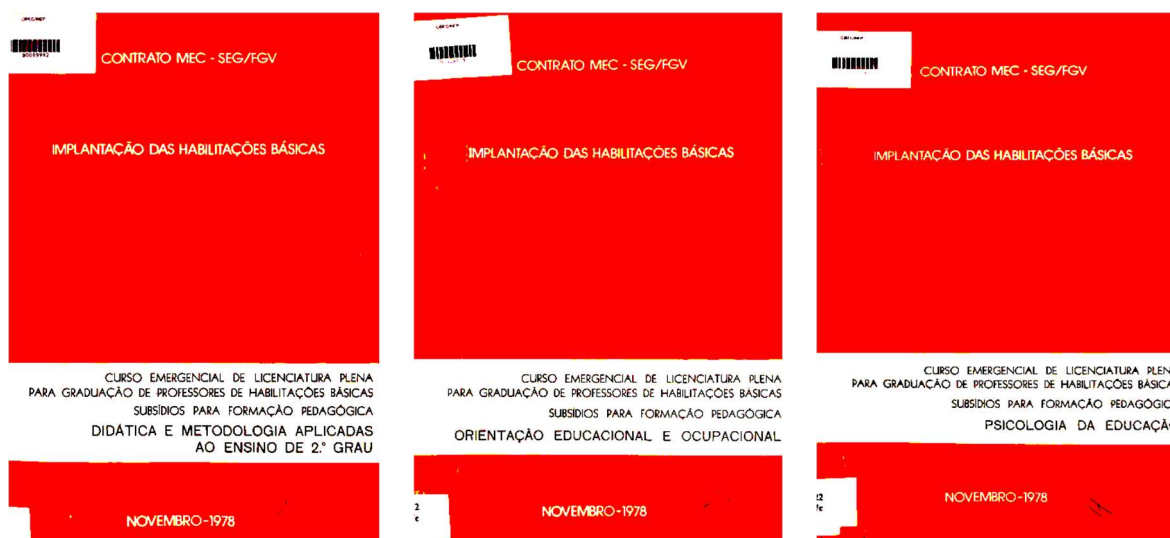 CONTRATO MEC - SEG/FGV
IMPLANTAÇÃO DAS HABILITAÇÕES BÁSICAS
CURSO EMERGENCIAL DE LICENCIATURA PLENA
PARA GRADUAÇÃO DE PROFESSORES DE HABILITAÇÕES BÁSICAS
SUBSÍDIOS PARA FORMAÇÃO PEDAGÓGICA
DIDÁTICA E METODOLOGIA APLICADAS
AO ENSINO DE 2.º GRAU
NOVEMBRO-1978
CONTRATO MEC - SEG/FGV
IMPLANTAÇÃO DAS HABILITAÇÕES BÁSICAS
CURSO EMERGENCIAL DE LICENCIATURA PLENA
PARA GRADUAÇÃO DE PROFESSORES DE HABILITAÇÕES BÁSICAS
SUBSÍDIOS PARA FORMAÇÃO PEDAGÓGICA
ORIENTAÇÃO EDUCACIONAL E OCUPACIONAL
NOVEMBRO-1978
CONTRATO MEC - SEG/FGV
IMPLANTAÇÃO DAS HABILITAÇÕES BÁSICAS
CURSO EMERGENCIAL DE LICENCIATURA PLEN
PARA GRADUAÇÃO DE PROFESSORES DE HABILITAÇÕES BÁSICA
SUBSÍDIOS PARA FORMAÇÃO PEDAGÓGIC
PSICOLOGIA DA EDUCAÇÃ
NOVEMBRO-1978